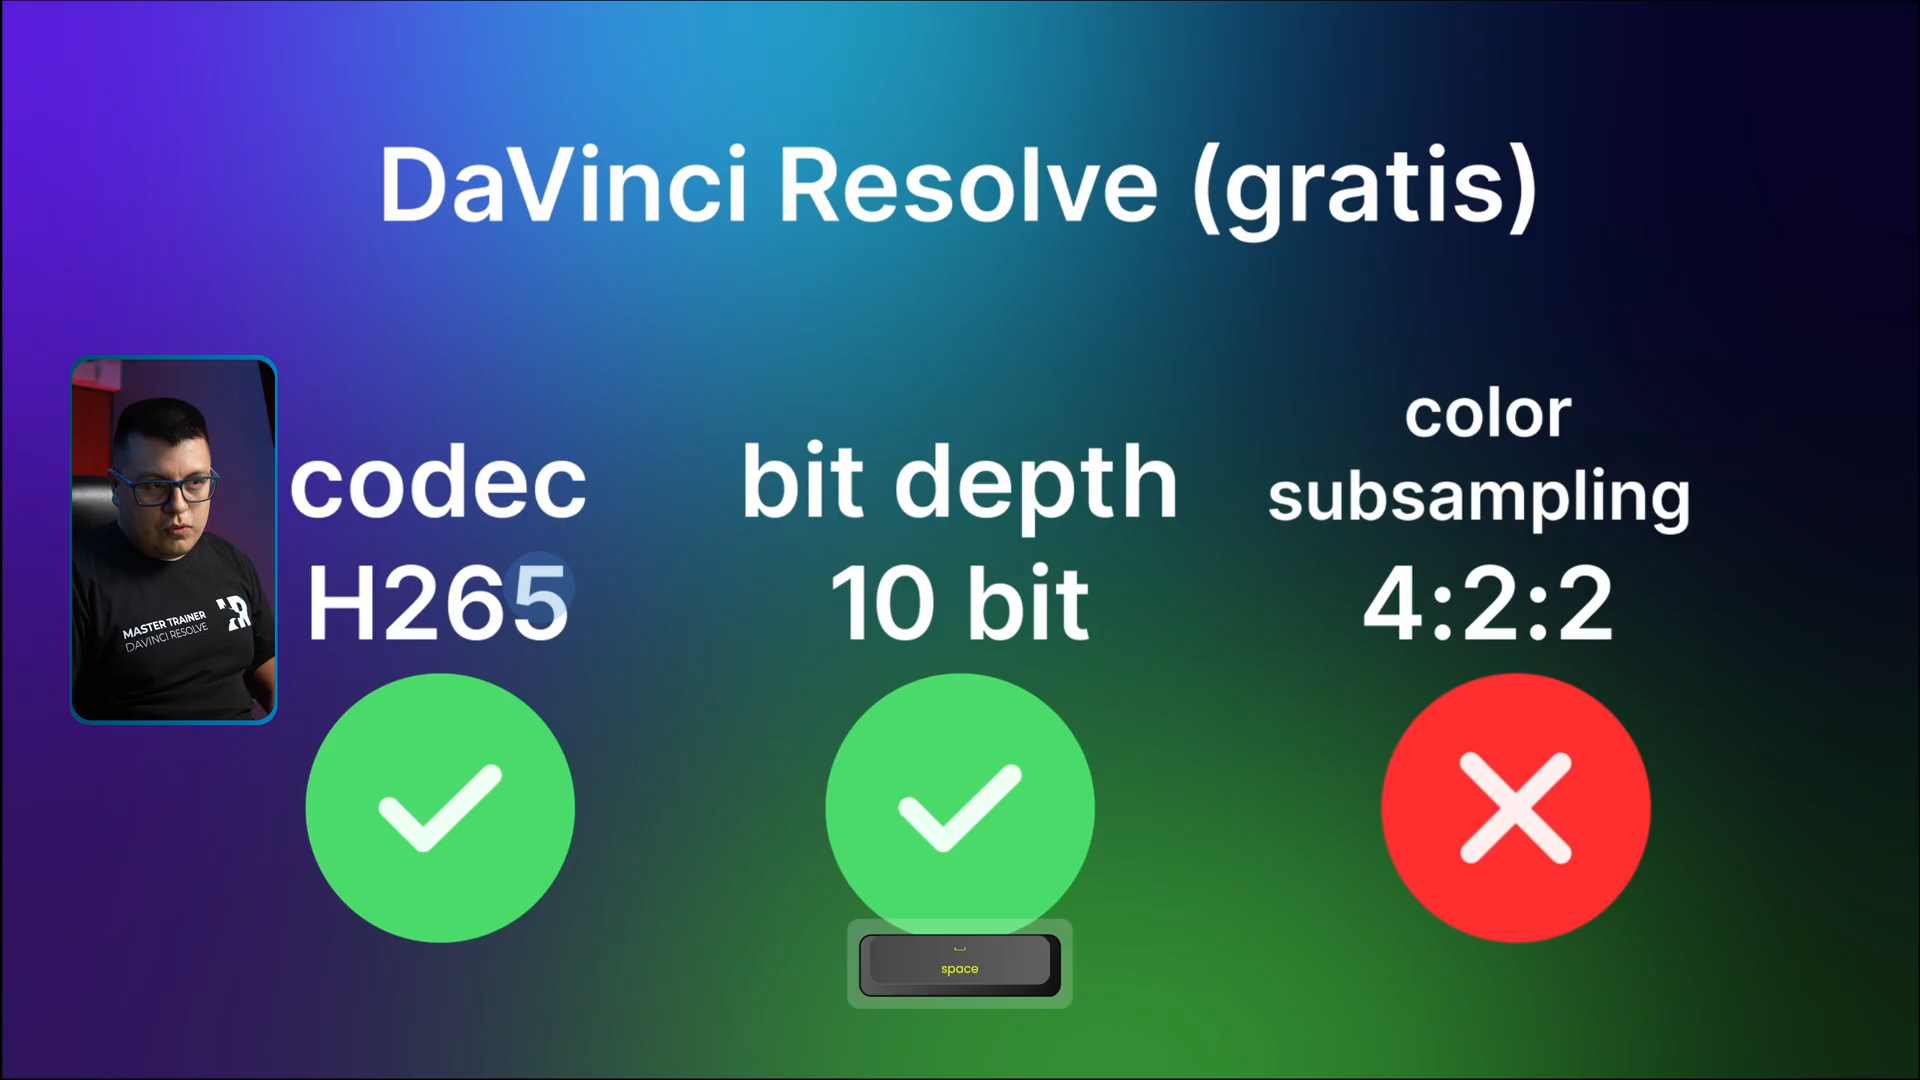 DaVinci Resolve (gratis)
codec
H265
bit depth
10 bit
color
subsampling
4:2:2
MASTER TRAINER
DAVINCI RESOLVE
space